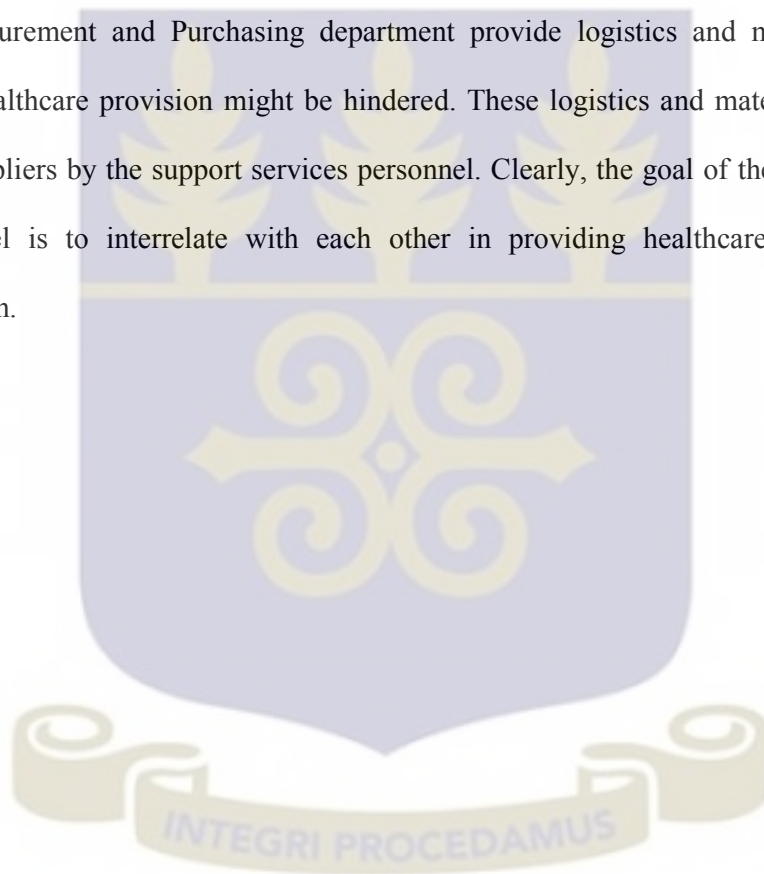 urement and Purchasing department provide logistics and m
althcare provision might be hindered. These logistics and mate
pliers by the support services personnel. Clearly, the goal of the
el is to interrelate with each other in providing healthcare
n.
INTEGRI PROCEDAMUS